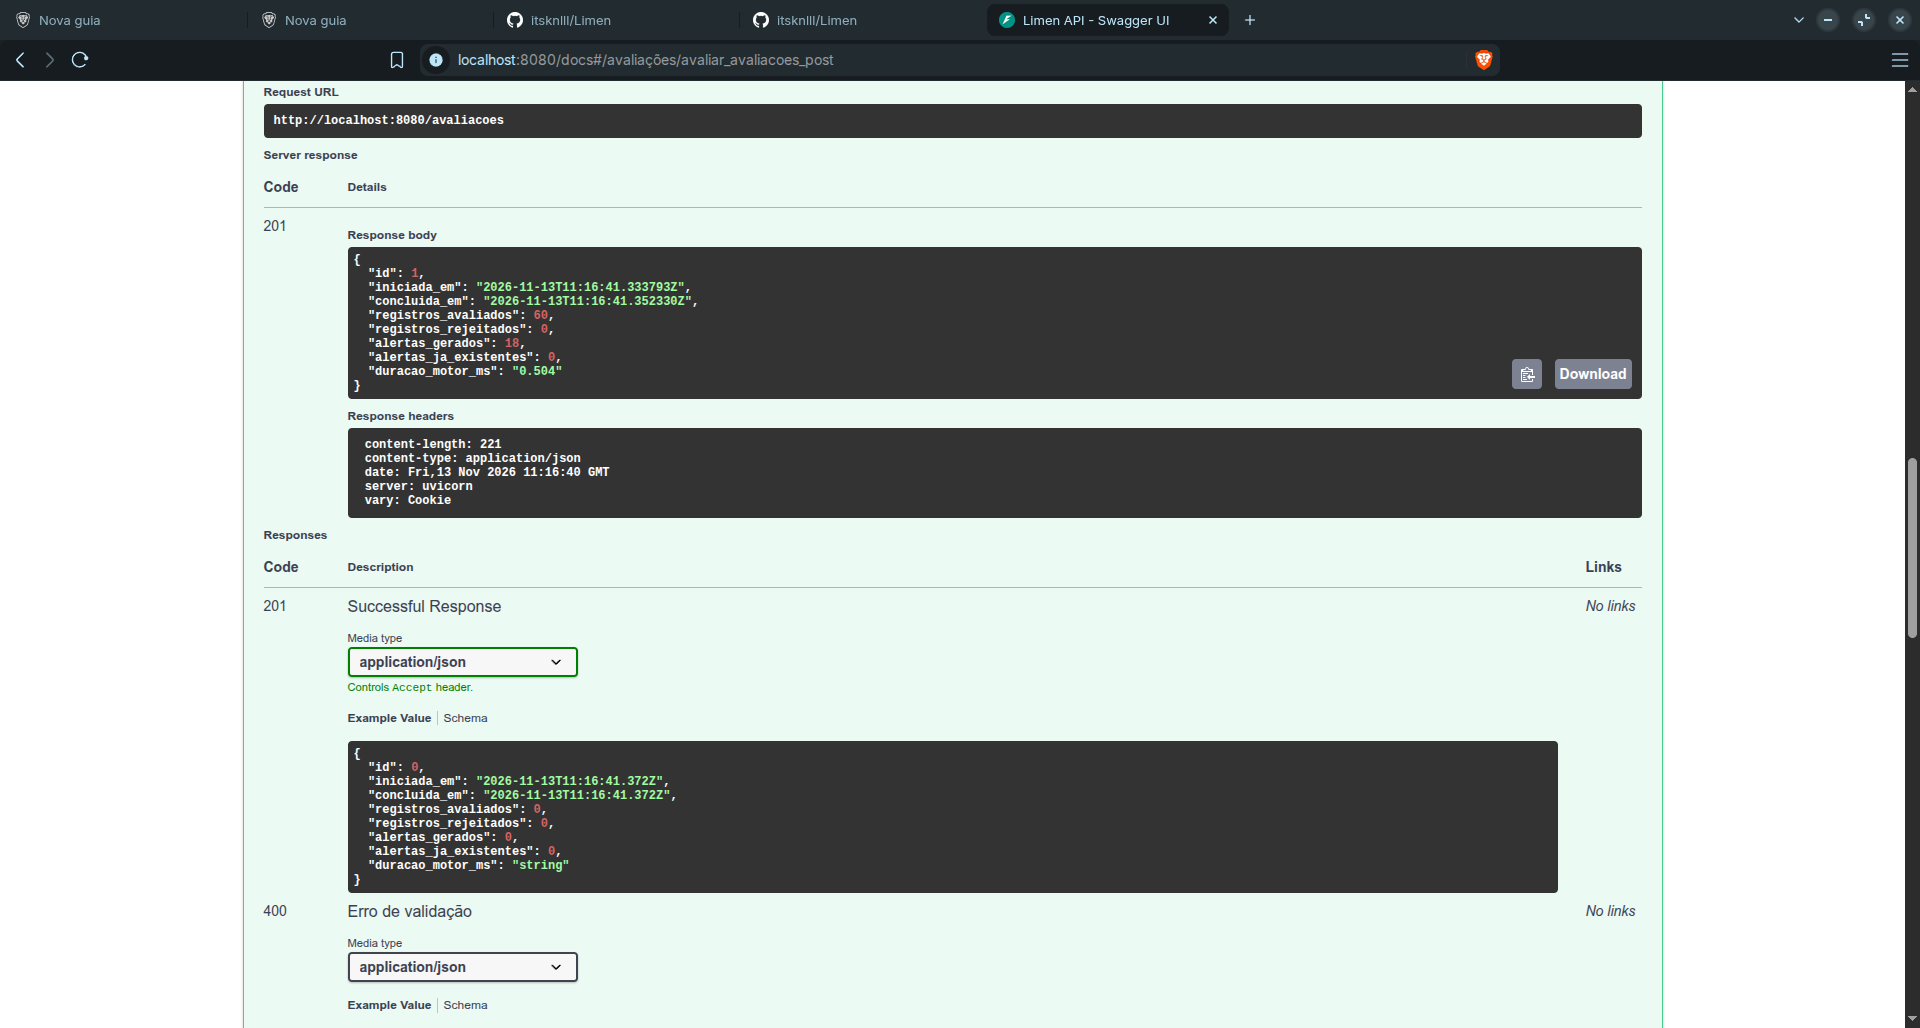 Nova guia
Nova guia
itsknlll/Limen
itsknlll/Limen
Limen API - Swagger UI
localhost:8080/docs#/avaliações/avaliar_avaliacoes_post
Request URL
http://localhost:8080/avaliacoes
Server response
Code Details
201
Response body
{
"id": 1,
"iniciada_em": "2026-11-13T11:16:41.333793Z",
"concluida_em": "2026-11-13T11:16:41.352330Z",
"registros_avaliados": 60,
"registros_rejeitados": 0,
"alertas_gerados": 18,
"alertas_ja_existentes": 0,
"duracao_motor_ms": "0.504"
}
Download
Response headers
content-length: 221
content-type: application/json
date: Fri,13 Nov 2026 11:16:40 GMT
server: uvicorn
vary: Cookie
Responses
Code Description Links
201 Successful Response No links
Media type
application/json
Controls Accept header.
Example Value Schema
{
"id": 0,
"iniciada_em": "2026-11-13T11:16:41.372Z",
"concluida_em": "2026-11-13T11:16:41.372Z",
"registros_avaliados": 0,
"registros_rejeitados": 0,
"alertas_gerados": 0,
"alertas_ja_existentes": 0,
"duracao_motor_ms": "string"
}
400 Erro de validação No links
Media type
application/json
Example Value Schema